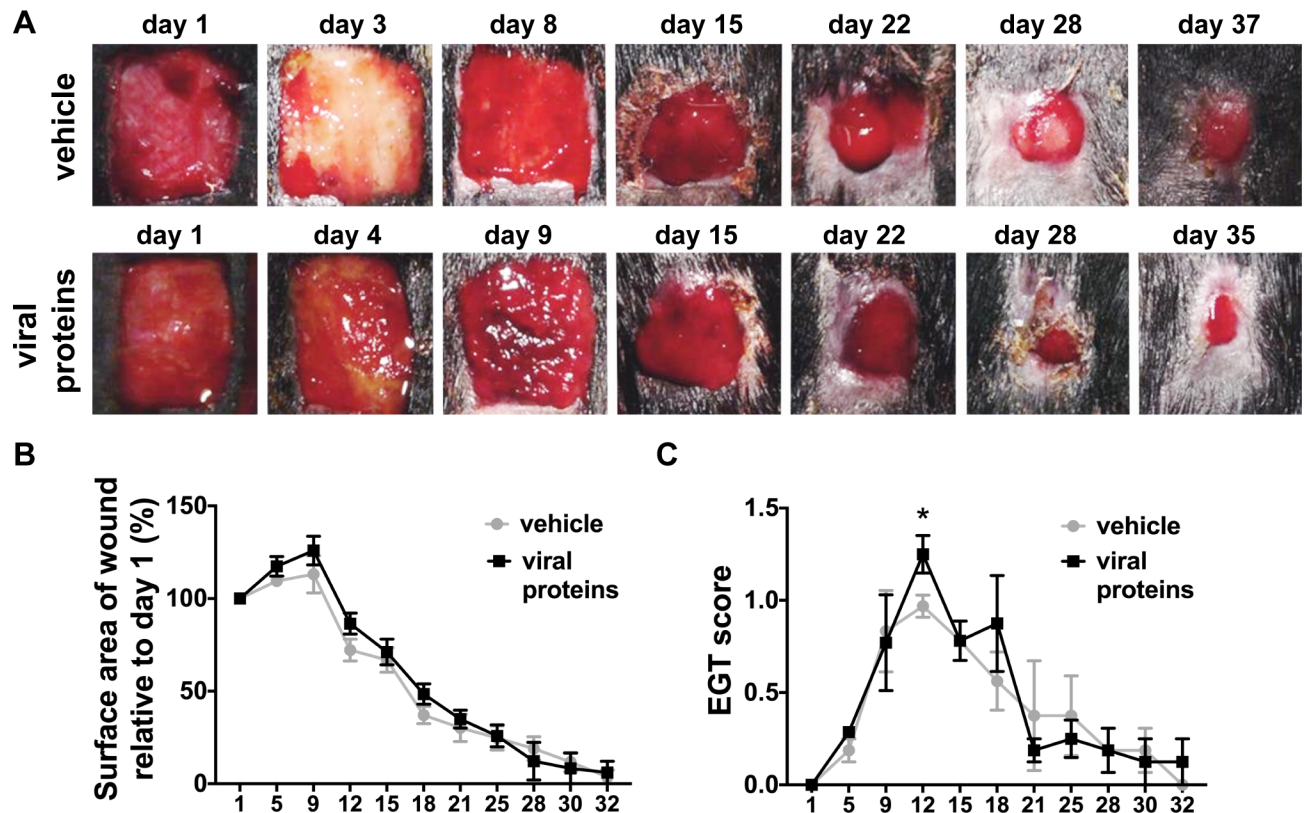 A
day 1 day 3 day 8 day 15 day 22 day 28 day 37
vehicle
day 1 day 4 day 9 day 15 day 22 day 28 day 35
viral
proteins
B
Surface area of wound
relative to day 1 (%)
150
100
50
0
vehicle
viral
proteins
1 5 9 12 15 18 21 25 28 30 32
C
EGT score
1.5
1.0
0.5
0.0
*
vehicle
viral
proteins
1 5 9 12 15 18 21 25 28 30 32